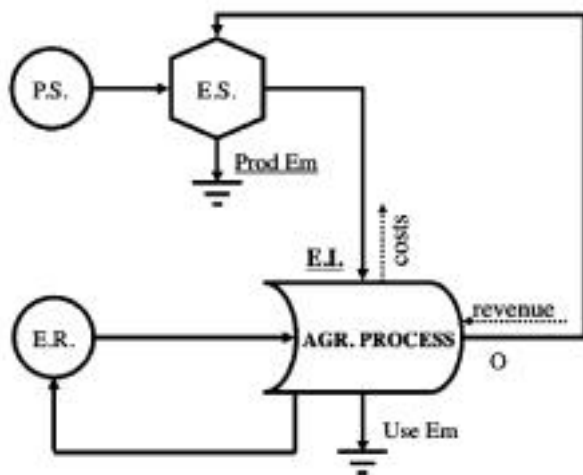 P.S.
E.S.
Prod Em
costs
E.I.
revenue
E.R.
AGR. PROCESS
O
Use Em